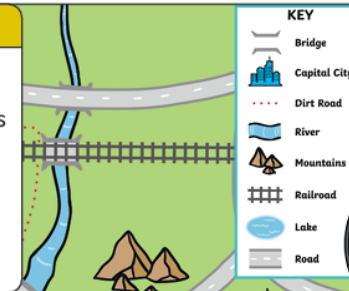 s
KEY
Bridge
Capital City
Dirt Road
River
Mountains
Railroad
Lake
Road